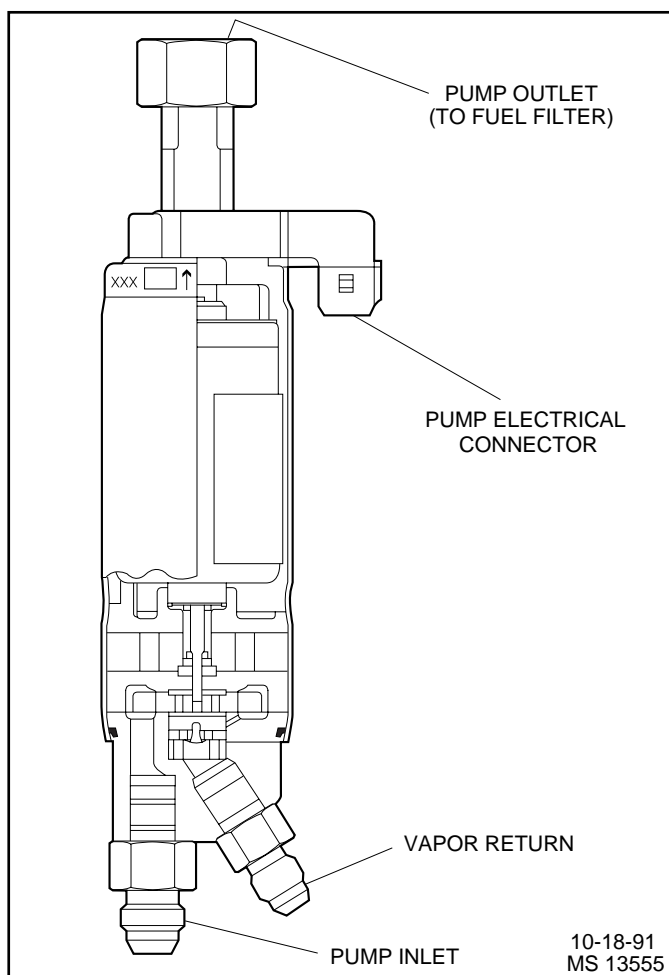 PUMP OUTLET
(TO FUEL FILTER)
XXX
PUMP ELECTRICAL
CONNECTOR
VAPOR RETURN
PUMP INLET
10-18-91
MS 13555